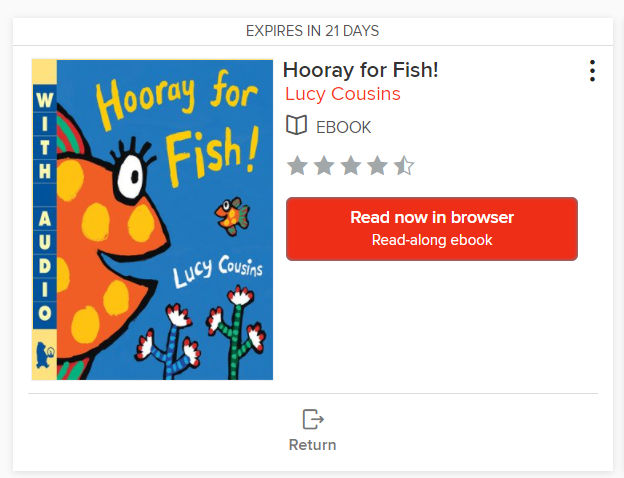 EXPIRES IN 21 DAYS
WITH AUDIO
Hooray for
Fish!
Lucy Cousins
Hooray for Fish!
Lucy Cousins
EBOOK
Read now in browser
Read-along ebook
Return